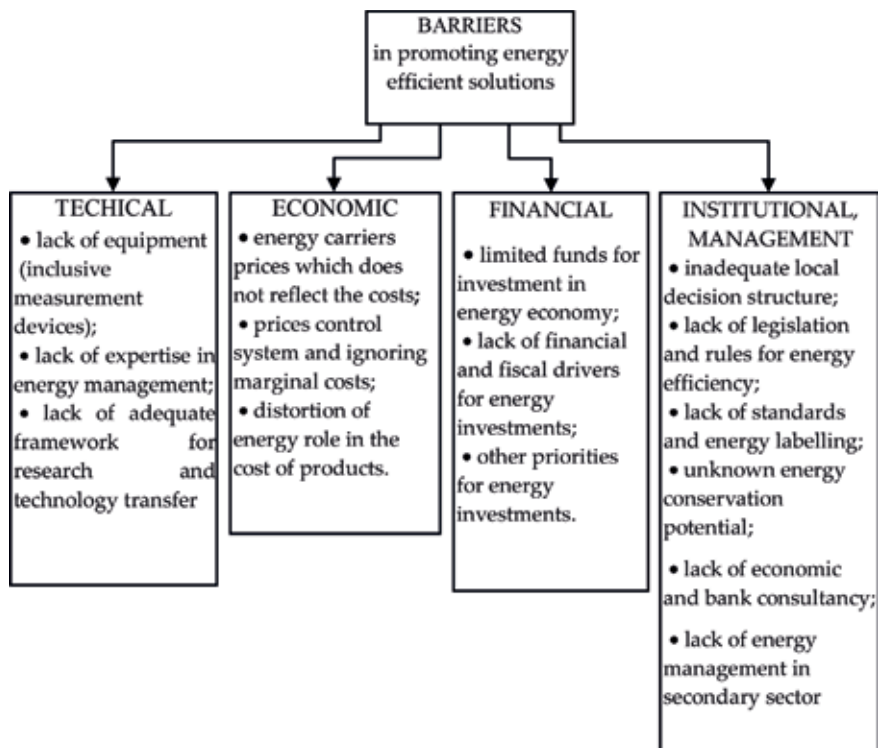 BARRIERS
in promoting energy
efficient solutions
TECHICAL
• lack of equipment
(inclusive
measurement
devices);
• lack of expertise in
energy management;
• lack of adequate
framework for
research and
technology transfer
ECONOMIC
• energy carriers
prices which does
not reflect the costs;
• prices control
system and ignoring
marginal costs;
• distortion of
energy role in the
cost of products.
FINANCIAL
• limited funds for
investment in
energy economy;
• lack of financial
and fiscal drivers
for energy
investments;
• other priorities
for energy
investments.
INSTITUTIONAL,
MANAGEMENT
• inadequate local
decision structure;
• lack of legislation
and rules for energy
efficiency;
• lack of standards
and energy labelling;
• unknown energy
conservation
potential;
• lack of economic
and bank consultancy;
• lack of energy
management in
secondary sector